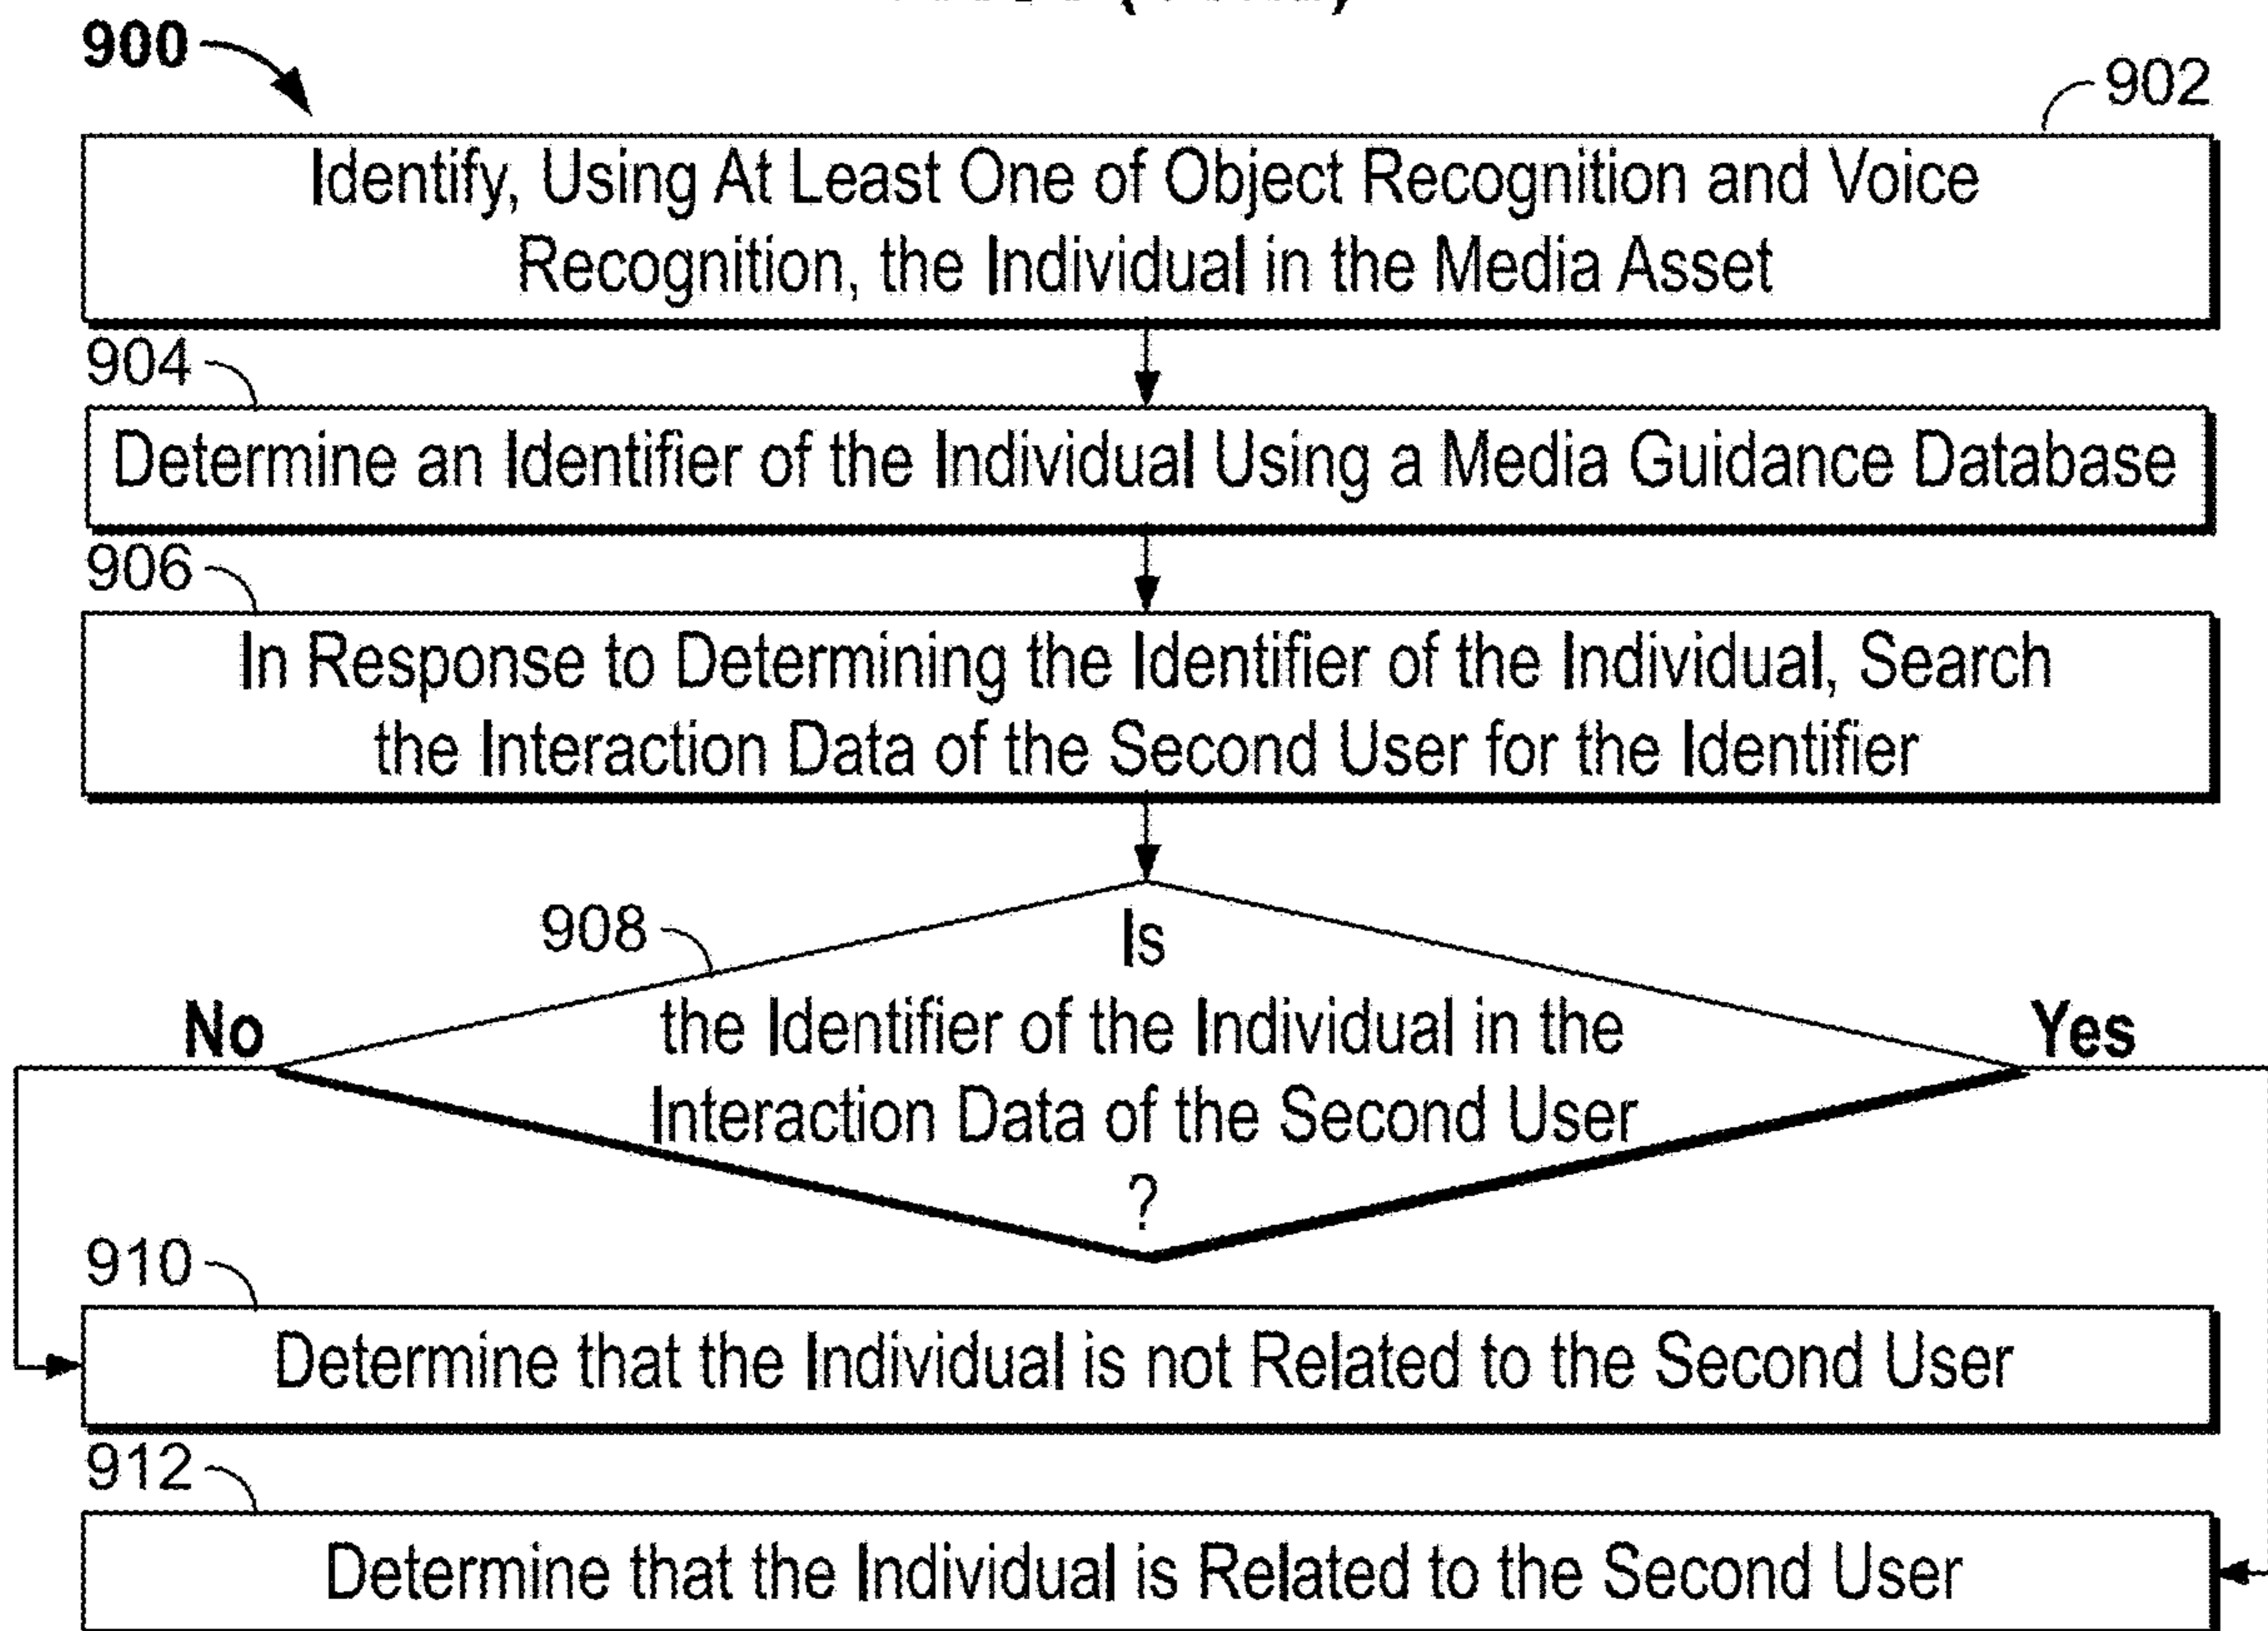 900
902
Identify, Using At Least One of Object Recognition and Voice
Recognition, the Individual in the Media Asset
904
Determine an Identifier of the Individual Using a Media Guidance Database
906
In Response to Determining the Identifier of the Individual, Search
the Interaction Data of the Second User for the Identifier
908
Is
the Identifier of the Individual in the
Interaction Data of the Second User
?
No
Yes
910
Determine that the Individual is not Related to the Second User
912
Determine that the Individual is Related to the Second User